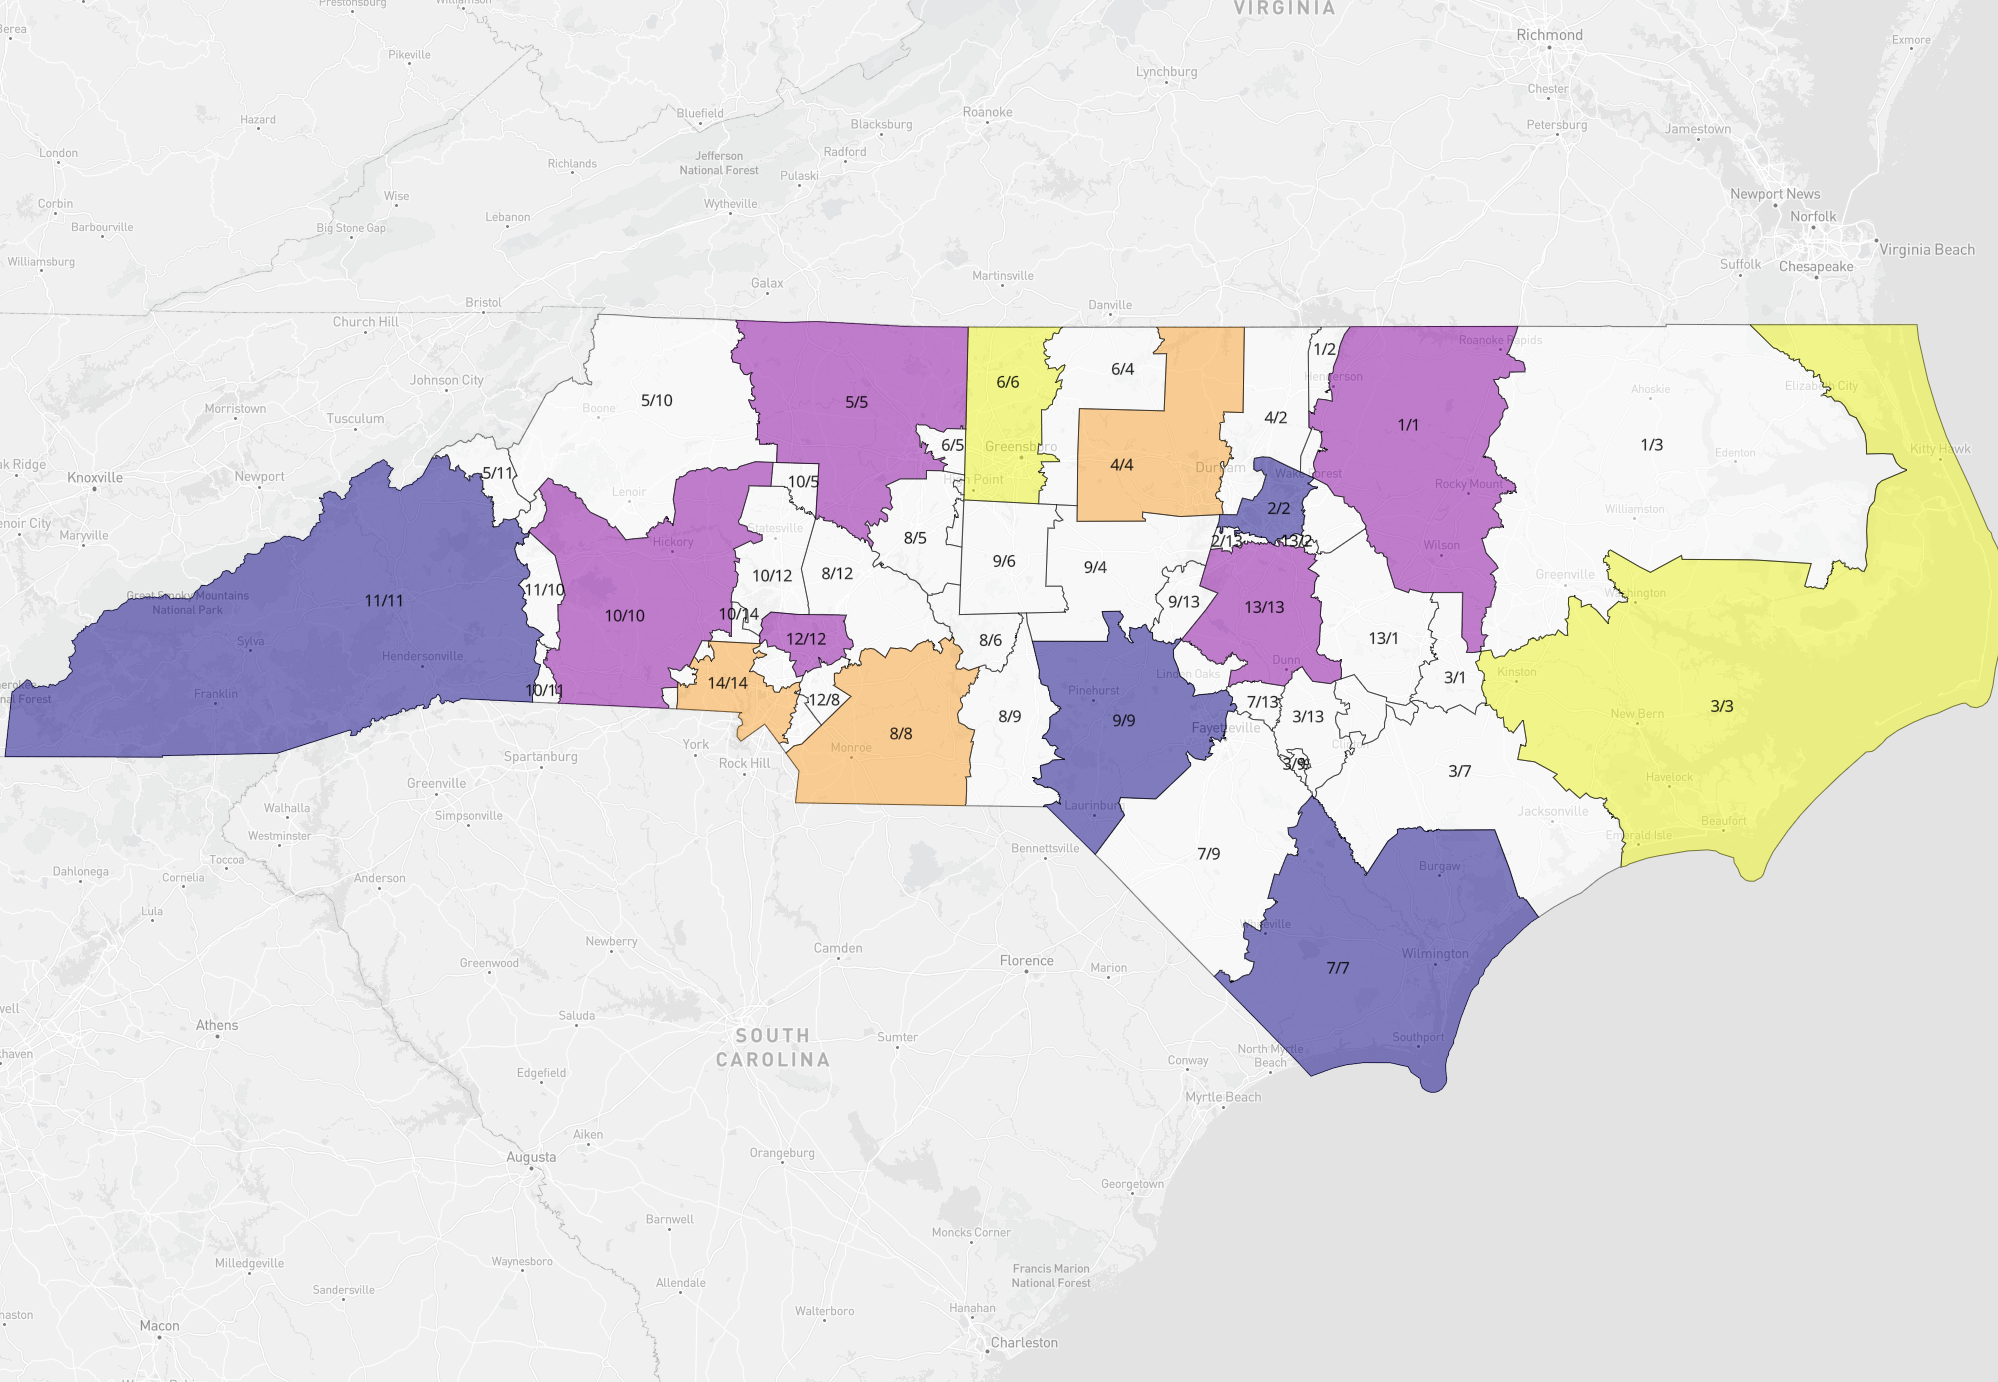 VIRGINIA
Prestonsburg
Williamson
Berea
Pikeville
Richmond
Exmore
Lynchburg
Chester
Hazard
Bluefield
Roanoke
Blacksburg
Petersburg
Jamestown
London
Richlands
Jefferson
National Forest
Radford
Pulaski
Corbin
Wise
Lebanon
Wytheville
Newport News
Norfolk
Barbourville
Big Stone Gap
Virginia Beach
Williamsburg
Suffolk
Chesapeake
Galax
Martinsville
Bristol
Danville
Church Hill
Roanoke Rapids
1/2
6/4
Johnson City
6/6
Henderson
Ahoskie
Elizabeth City
5/10
5/5
Boone
Morristown
Tusculum
4/2
1/1
1/3
6/5
Greensboro
Kitty Hawk
Elbert
Edenton
ak Ridge
Knoxville
Newport
5/11
4/4
Durham
Wake Forest
10/5
High Point
Rocky Mount
Lenoir
2/2
Williamston
enoir City
Maryville
Statesville
8/5
Hickory
2/13
13/2
Wilson
9/6
9/4
10/12
8/12
Greenville
11/10
Great Smoky Mountains
National Park
11/11
Washington
9/13
13/13
10/10
10/14
12/12
8/6
13/1
Sylva
Hendersonville
Dunn
Linden Oaks
Kinston
3/1
14/14
10/11
Pinehurst
Franklin
12/8
7/13
3/3
8/9
3/13
New Bern
9/9
Fayetteville
8/8
York
Monroe
Clinton
Spartanburg
Rock Hill
3/9
3/7
Havelock
Greenville
Laurinburg
Walhalla
Simpsonville
Jacksonville
Beaufort
Westminster
Emerald Isle
Bennettsville
7/9
Toccoa
Dahlonega
Anderson
Burgaw
Cornelia
Lula
Whiteville
Newberry
Camden
Wilmington
Greenwood
Florence
Marion
7/7
Saluda
Athens
SOUTH
CAROLINA
Sumter
Southport
North Myrtle
Beach
Conway
Edgefield
Myrtle Beach
Aiken
Augusta
Orangeburg
Georgetown
Barnwell
Moncks Corner
Milledgeville
Waynesboro
Francis Marion
National Forest
Allendale
Sandersville
Walterboro
Hanahan
Macon
Charleston